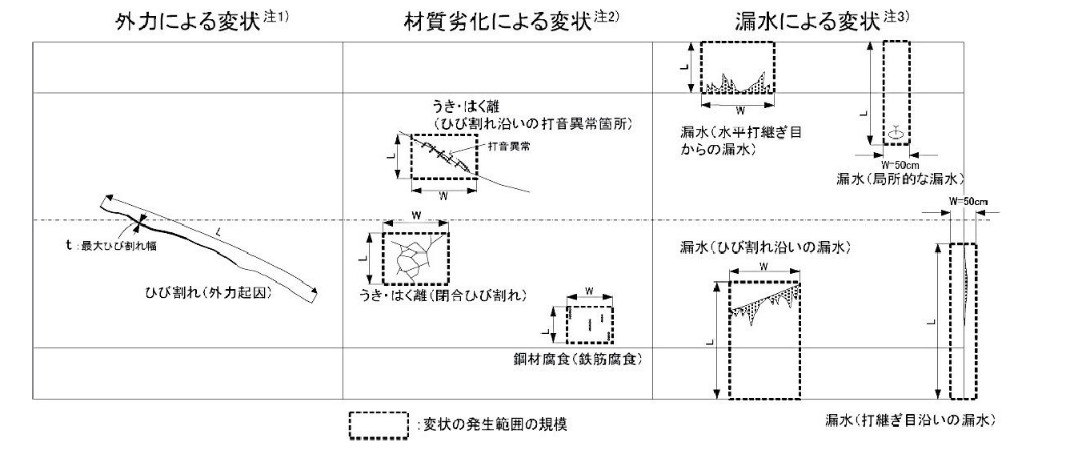 外力による変状注1)
材質劣化による変状注2)
漏水による変状注3)
L
W
漏水(水平打継ぎ目
からの漏水)
L
W=50cm
漏水(局所的な漏水)
うき・はく離
(ひび割れ沿いの打音異常箇所)
打音異常
L
W
W=50cm
L
t:最大ひび割れ幅
ひび割れ(外力起因)
W
L
うき・はく離(閉合ひび割れ)
W
L
鋼材腐食(鉄筋腐食)
漏水(ひび割れ沿いの漏水)
W
L
L
漏水(打継ぎ目沿いの漏水)
:変状の発生範囲の規模